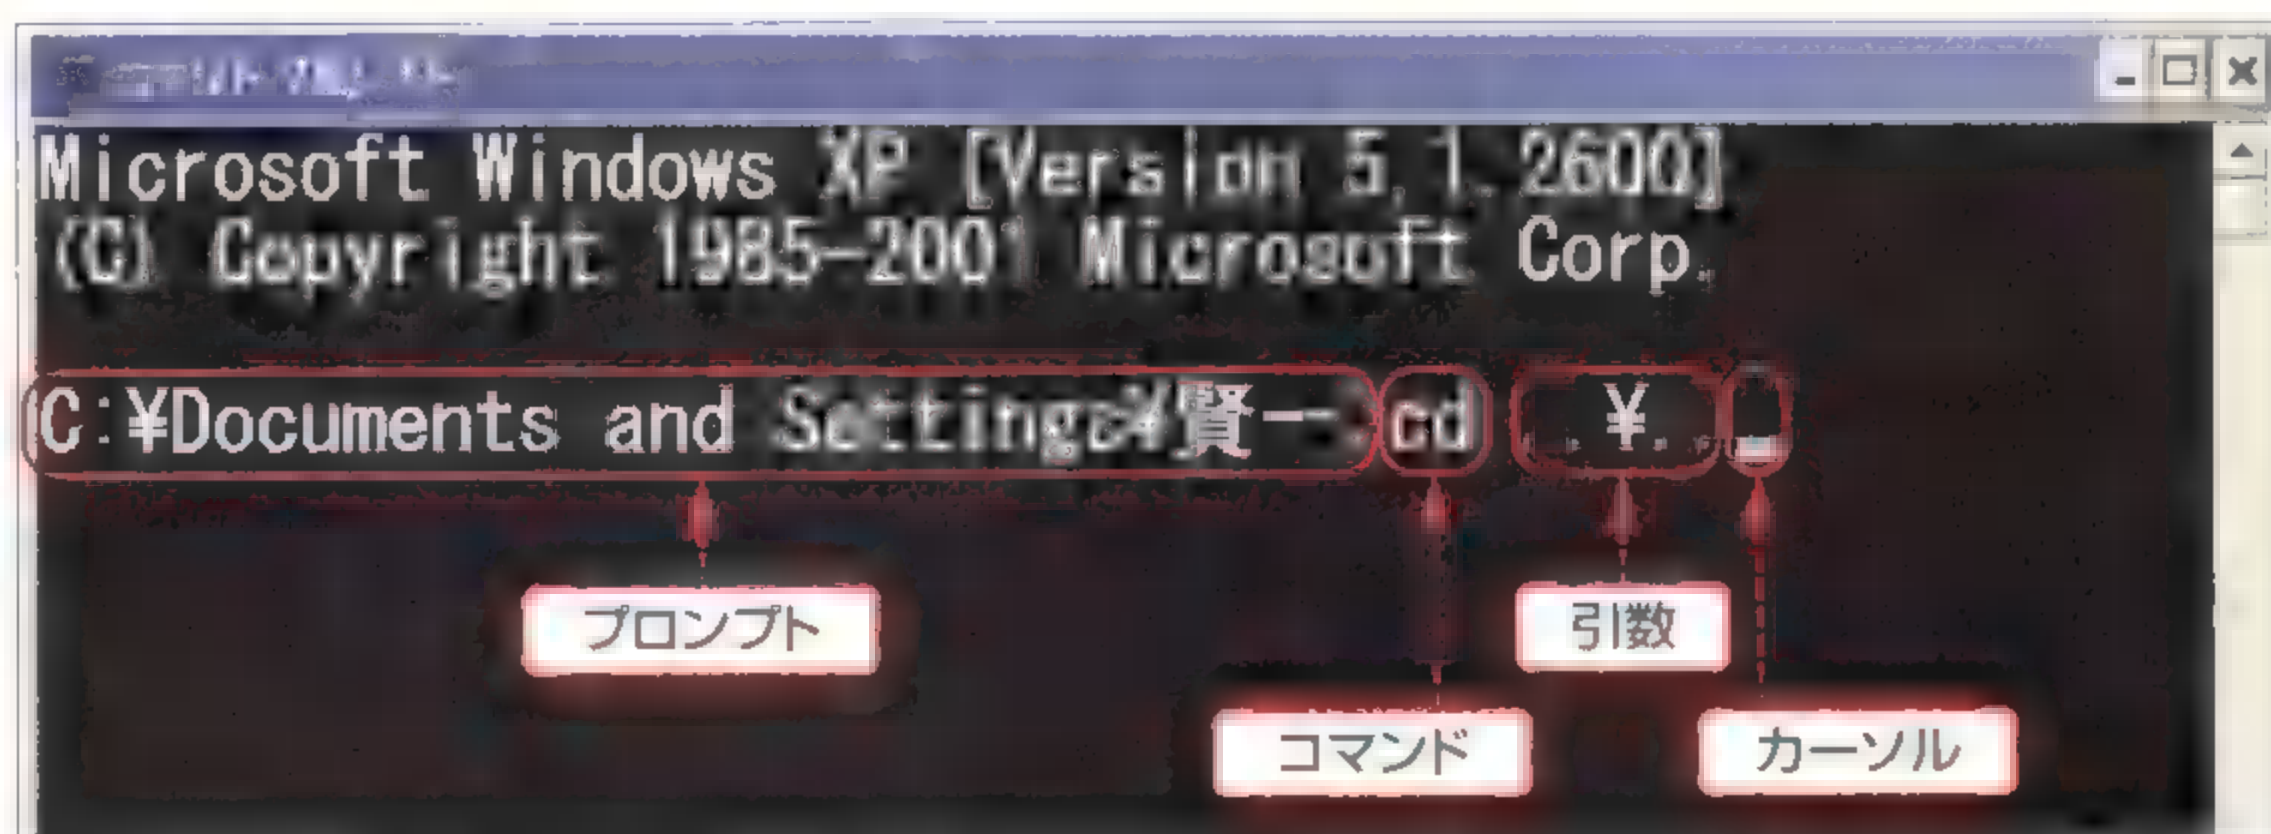 Microsoft Windows XP [Version 5.1.2600]
(C) Copyright 1985-2001 Microsoft Corp.
C:¥Documents and Settings¥賢一>cd ..¥..
プロンプト
引数
コマンド
カーソル